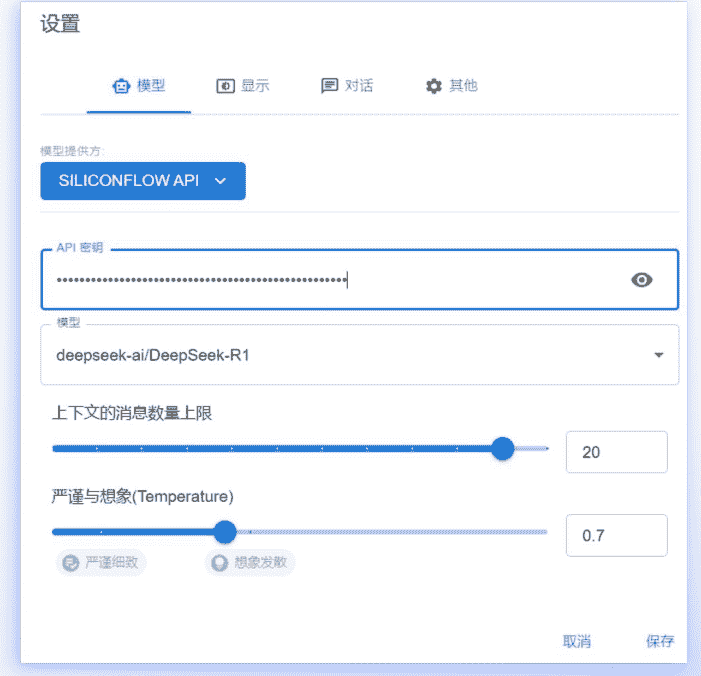 设置
模型 显示 对话 其他
模型提供方:
SILICONFLOW API
API 密钥
••••••••••••••••••••••••••••••••••••••••••••••••••
模型
deepseek-ai/DeepSeek-R1
上下文的消息数量上限
20
严谨与想象(Temperature)
0.7
严谨细致 想象发散
取消 保存